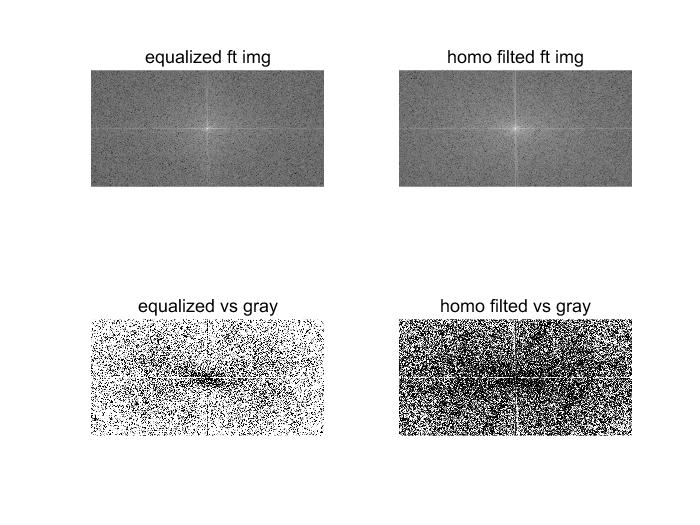 equalized ft img
homo filted ft img
equalized vs gray
homo filted vs gray